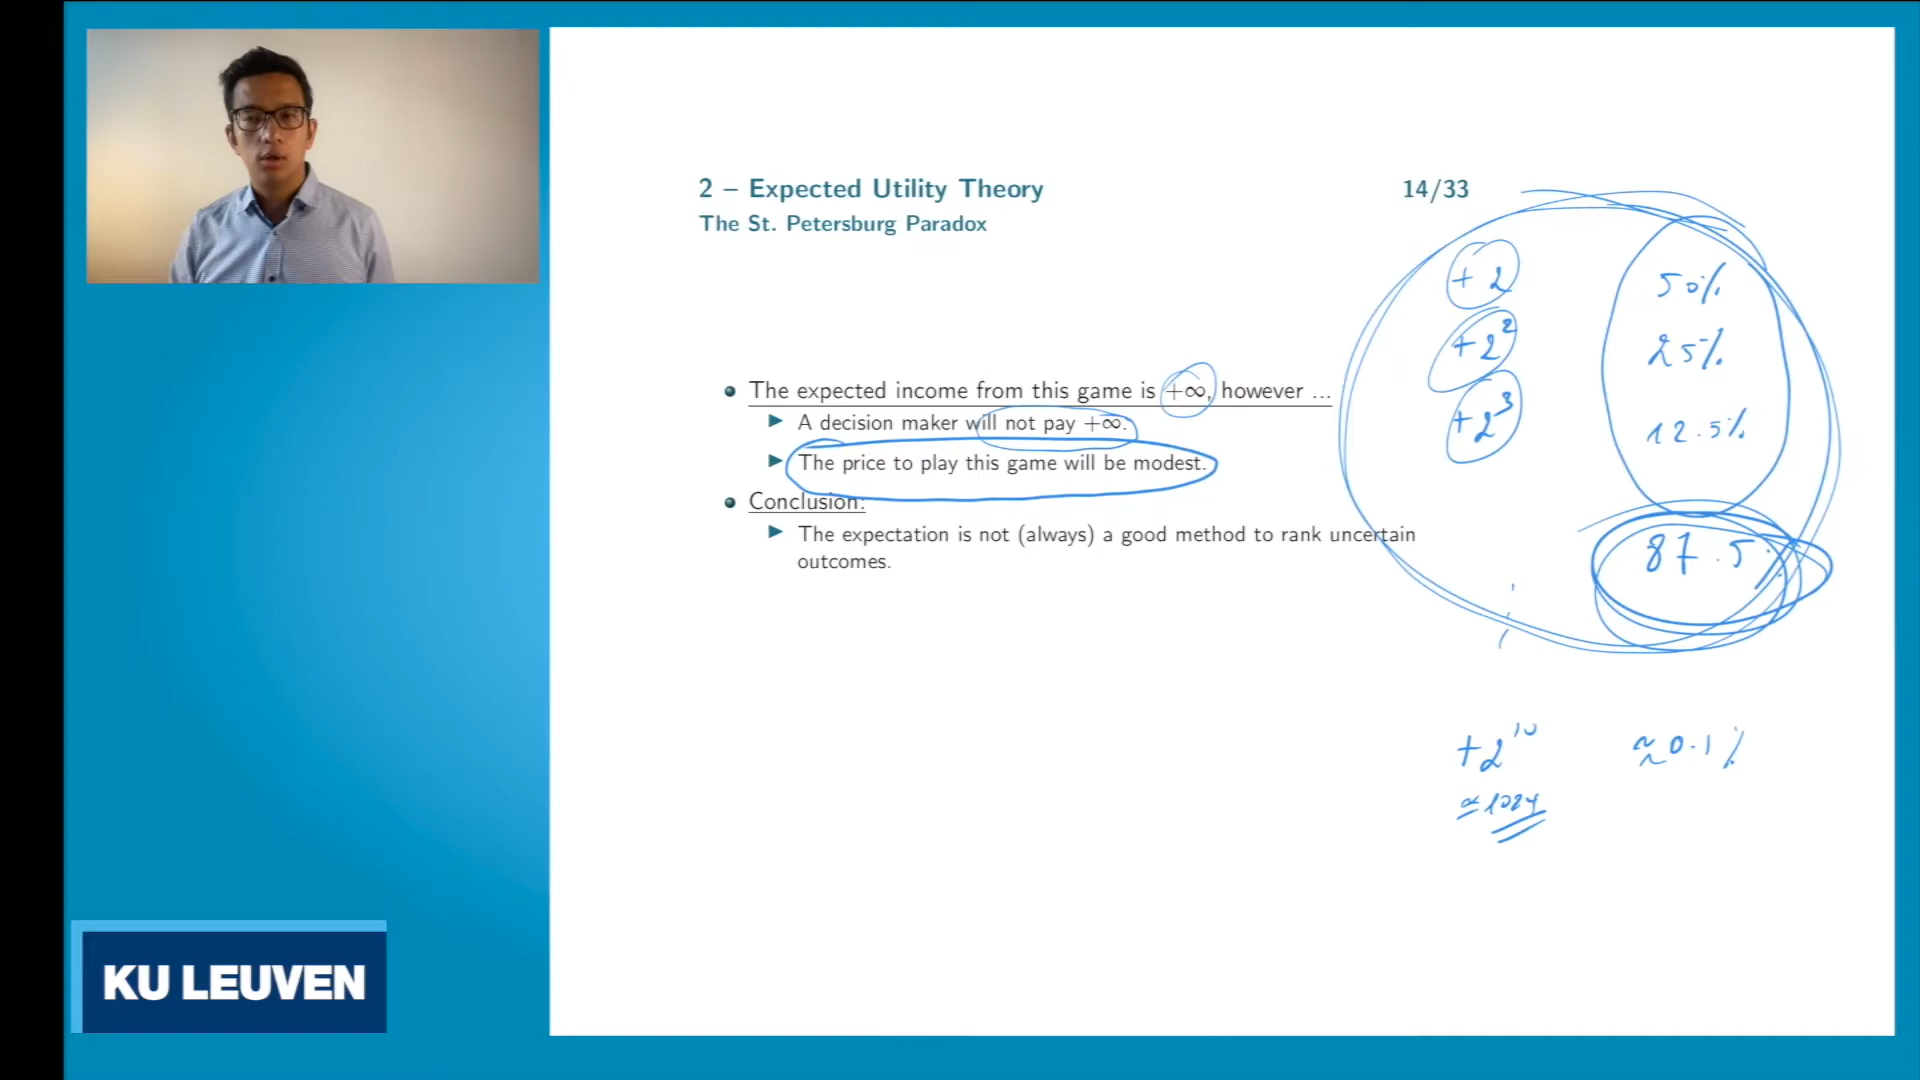 2 – Expected Utility Theory 14/33
The St. Petersburg Paradox
+2 50%
+2² 25%
• The expected income from this game is +∞, however ...
▶ A decision maker will not pay +∞.
+2³ 12.5%
▶ The price to play this game will be modest.
• Conclusion:
▶ The expectation is not (always) a good method to rank uncertain
outcomes.
87.5%
+2¹⁰ ≈0.1%
≃1024
KU LEUVEN